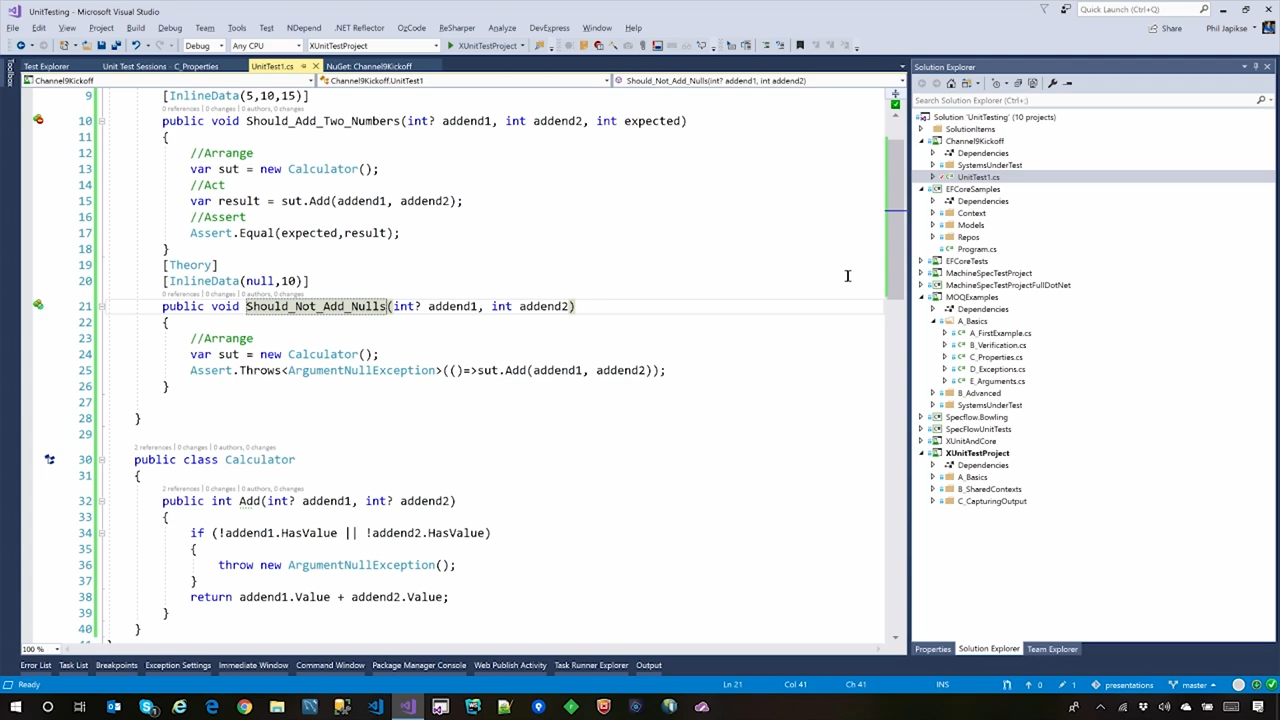 UnitTesting - Microsoft Visual Studio
Quick Launch (Ctrl+Q)
File Edit View Project Build Debug Team Tools Test NDepend .NET Reflector OzCode ReSharper Analyze DevExpress Window Help
Share Phil Japikse
Debug Any CPU XUnitTestProject XUnitTestProject
Toolbox
Test Explorer Unit Test Sessions - C_Properties UnitTest1.cs NuGet: Channel9Kickoff
Channel9Kickoff Channel9Kickoff.UnitTest1 Should_Not_Add_Nulls(int? addend1, int addend2)
9 [InlineData(5,10,15)]
0 references | 0 changes | 0 authors, 0 changes
10 public void Should_Add_Two_Numbers(int? addend1, int addend2, int expected)
11 {
12 //Arrange
13 var sut = new Calculator();
14 //Act
15 var result = sut.Add(addend1, addend2);
16 //Assert
17 Assert.Equal(expected,result);
18 }
19 [Theory]
20 [InlineData(null,10)]
0 references | 0 changes | 0 authors, 0 changes
21 public void Should_Not_Add_Nulls(int? addend1, int addend2)
22 {
23 //Arrange
24 var sut = new Calculator();
25 Assert.Throws<ArgumentNullException>(()=>sut.Add(addend1, addend2));
26 }
27
28 }
29
2 references | 0 changes | 0 authors, 0 changes
30 public class Calculator
31 {
2 references | 0 changes | 0 authors, 0 changes
32 public int Add(int? addend1, int? addend2)
33 {
34 if (!addend1.HasValue || !addend2.HasValue)
35 {
36 throw new ArgumentNullException();
37 }
38 return addend1.Value + addend2.Value;
39 }
40 }
100 %
Solution Explorer
Search Solution Explorer (Ctrl+;)
Solution 'UnitTesting' (10 projects)
SolutionItems
Channel9Kickoff
Dependencies
SystemsUnderTest
UnitTest1.cs
EFCoreSamples
Dependencies
Context
Models
Repos
Program.cs
EFCoreTests
MachineSpecTestProject
MachineSpecTestProjectFullDotNet
MOQExamples
Dependencies
A_Basics
A_FirstExample.cs
B_Verification.cs
C_Properties.cs
D_Exceptions.cs
E_Arguments.cs
B_Advanced
SystemsUnderTest
Specflow.Bowling
SpecFlowUnitTests
XUnitAndCore
XUnitTestProject
Dependencies
A_Basics
B_SharedContexts
C_CapturingOutput
Properties Solution Explorer Team Explorer
Error List Task List Breakpoints Exception Settings Immediate Window Command Window Package Manager Console Web Publish Activity Task Runner Explorer Output
Ready Ln 21 Col 41 Ch 41 INS 0 1 presentations master